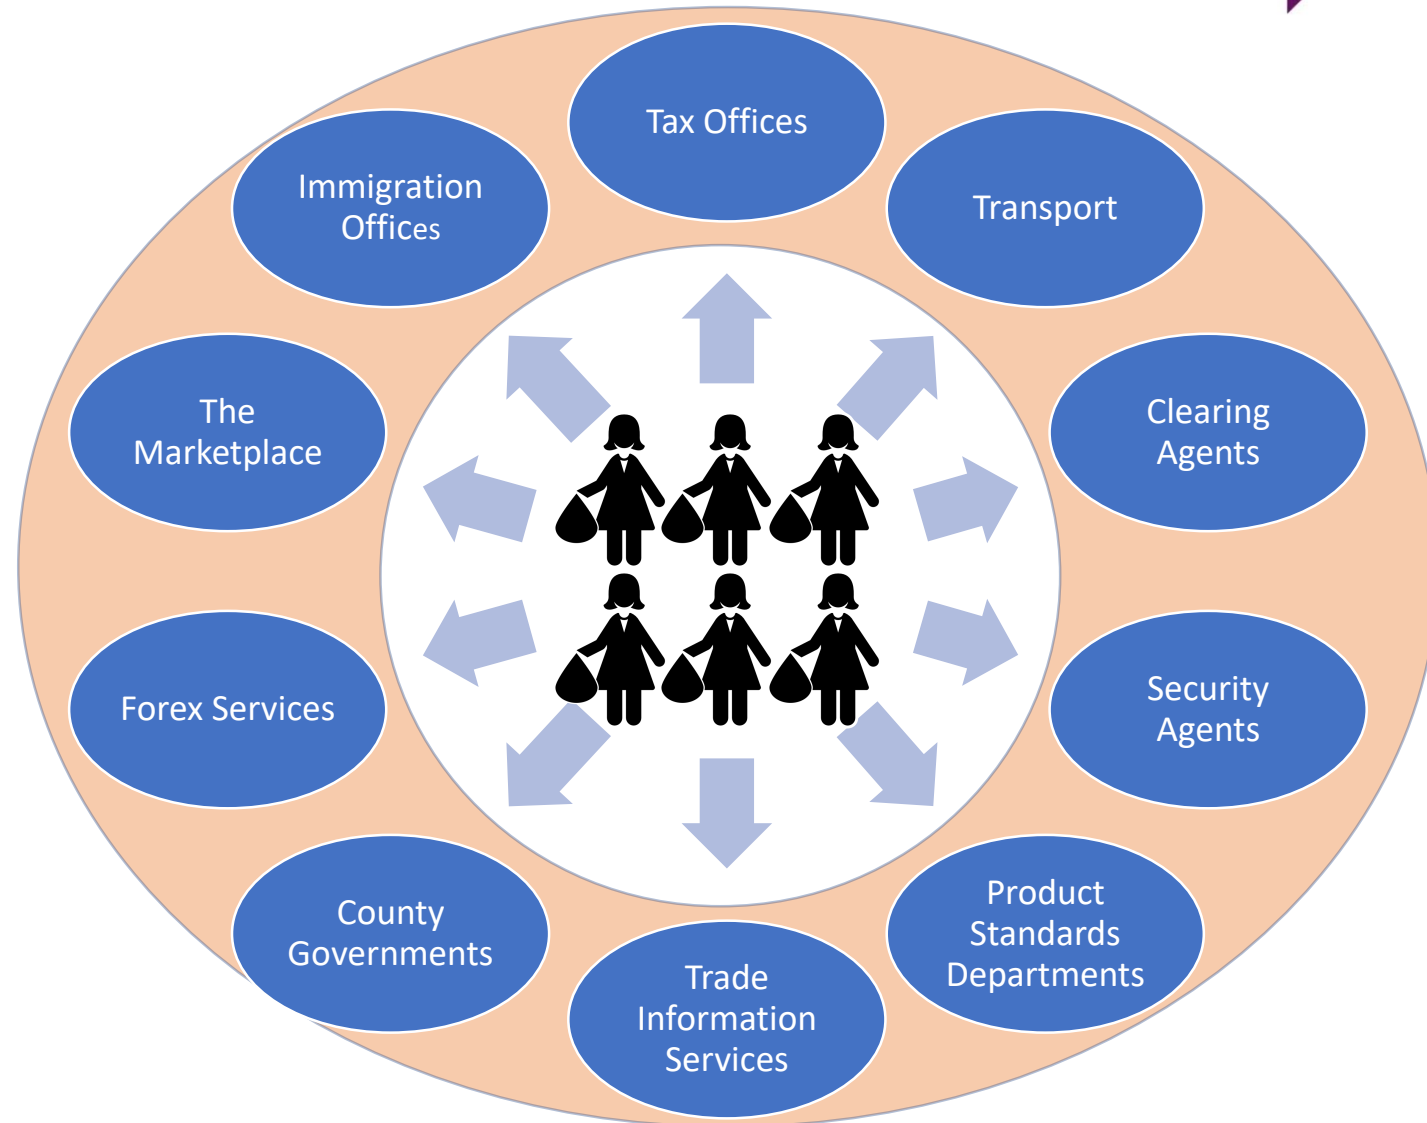 Tax Offices
Transport
Clearing
Agents
Security
Agents
Product
Standards
Departments
Trade
Information
Services
County
Governments
Forex Services
The
Marketplace
Immigration
Offices